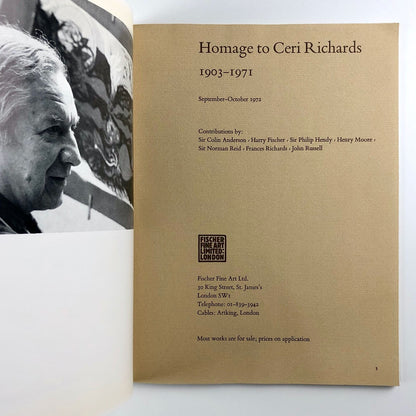 Homage to Ceri Richards
1903–1971
September–October 1972
Contributions by:
Sir Colin Anderson · Harry Fischer · Sir Philip Hendy · Henry Moore ·
Sir Norman Reid · Frances Richards · John Russell
FISCHER
FINE ART
LIMITED:
LONDON
Fischer Fine Art Ltd.
30 King Street, St. James's
London SW1
Telephone: 01-839-3942
Cables: Artking, London
Most works are for sale; prices on application
1